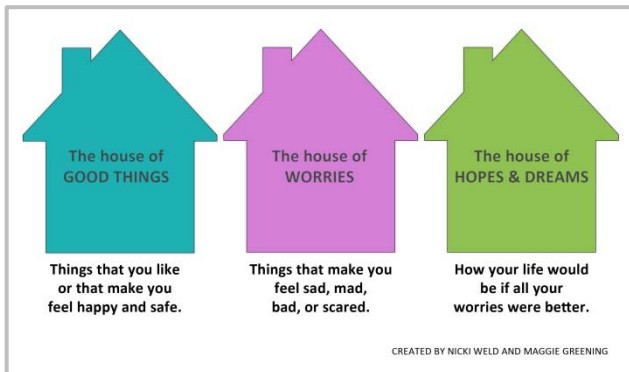 The house of
GOOD THINGS
The house of
WORRIES
The house of
HOPES & DREAMS
Things that you like
or that make you
feel happy and safe.
Things that make you
feel sad, mad,
bad, or scared.
How your life would
be if all your
worries were better.
CREATED BY NICKI WELD AND MAGGIE GREENING